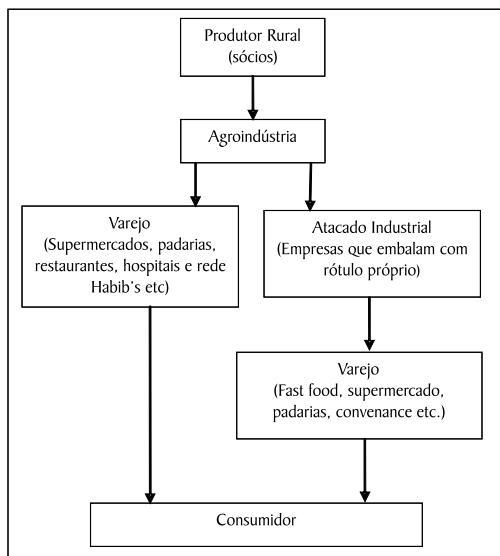 Produtor Rural
(sócios)
Agroindústria
Varejo
(Supermercados, padarias,
restaurantes, hospitais e rede
Habib's etc)
Atacado Industrial
(Empresas que embalam com
rótulo próprio)
Varejo
(Fast food, supermercado,
padarias, convenance etc.)
Consumidor